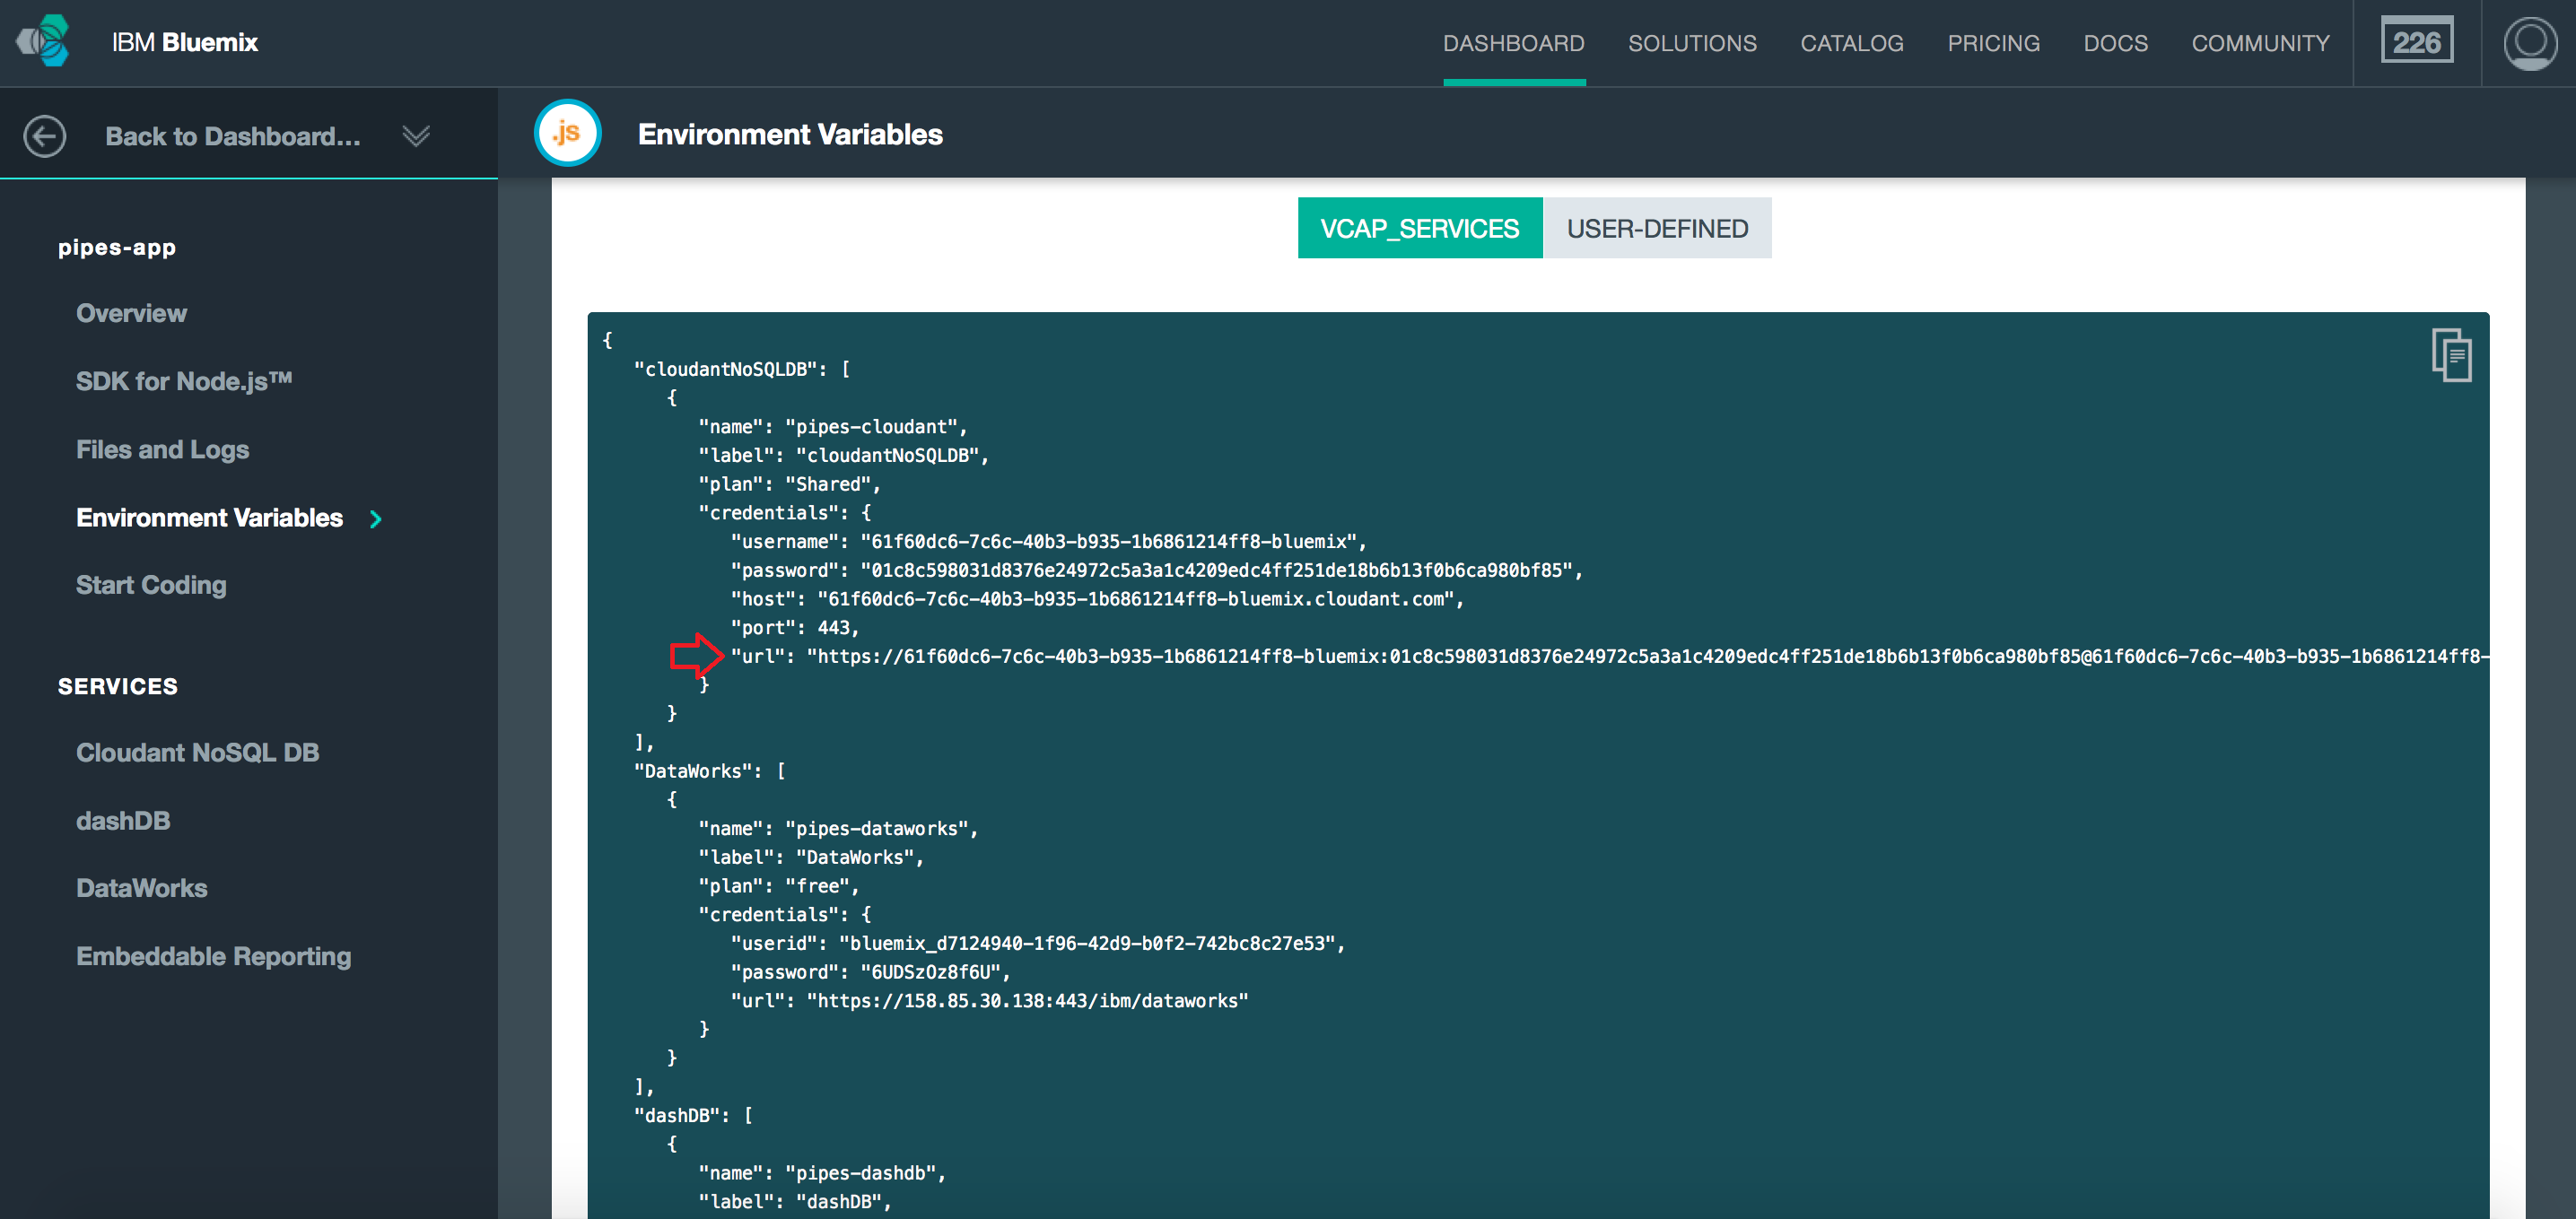 IBM Bluemix
DASHBOARD SOLUTIONS CATALOG PRICING DOCS COMMUNITY 226
Back to Dashboard...
.js Environment Variables
pipes-app
Overview
SDK for Node.js™
Files and Logs
Environment Variables
Start Coding
SERVICES
Cloudant NoSQL DB
dashDB
DataWorks
Embeddable Reporting
VCAP_SERVICES USER-DEFINED
{
"cloudantNoSQLDB": [
{
"name": "pipes-cloudant",
"label": "cloudantNoSQLDB",
"plan": "Shared",
"credentials": {
"username": "61f60dc6-7c6c-40b3-b935-1b6861214ff8-bluemix",
"password": "01c8c598031d8376e24972c5a3a1c4209edc4ff251de18b6b13f0b6ca980bf85",
"host": "61f60dc6-7c6c-40b3-b935-1b6861214ff8-bluemix.cloudant.com",
"port": 443,
"url": "https://61f60dc6-7c6c-40b3-b935-1b6861214ff8-bluemix:01c8c598031d8376e24972c5a3a1c4209edc4ff251de18b6b13f0b6ca980bf85@61f60dc6-7c6c-40b3-b935-1b6861214ff8-
}
}
],
"DataWorks": [
{
"name": "pipes-dataworks",
"label": "DataWorks",
"plan": "free",
"credentials": {
"userid": "bluemix_d7124940-1f96-42d9-b0f2-742bc8c27e53",
"password": "6UDSzOz8f6U",
"url": "https://158.85.30.138:443/ibm/dataworks"
}
}
],
"dashDB": [
{
"name": "pipes-dashdb",
"label": "dashDB",